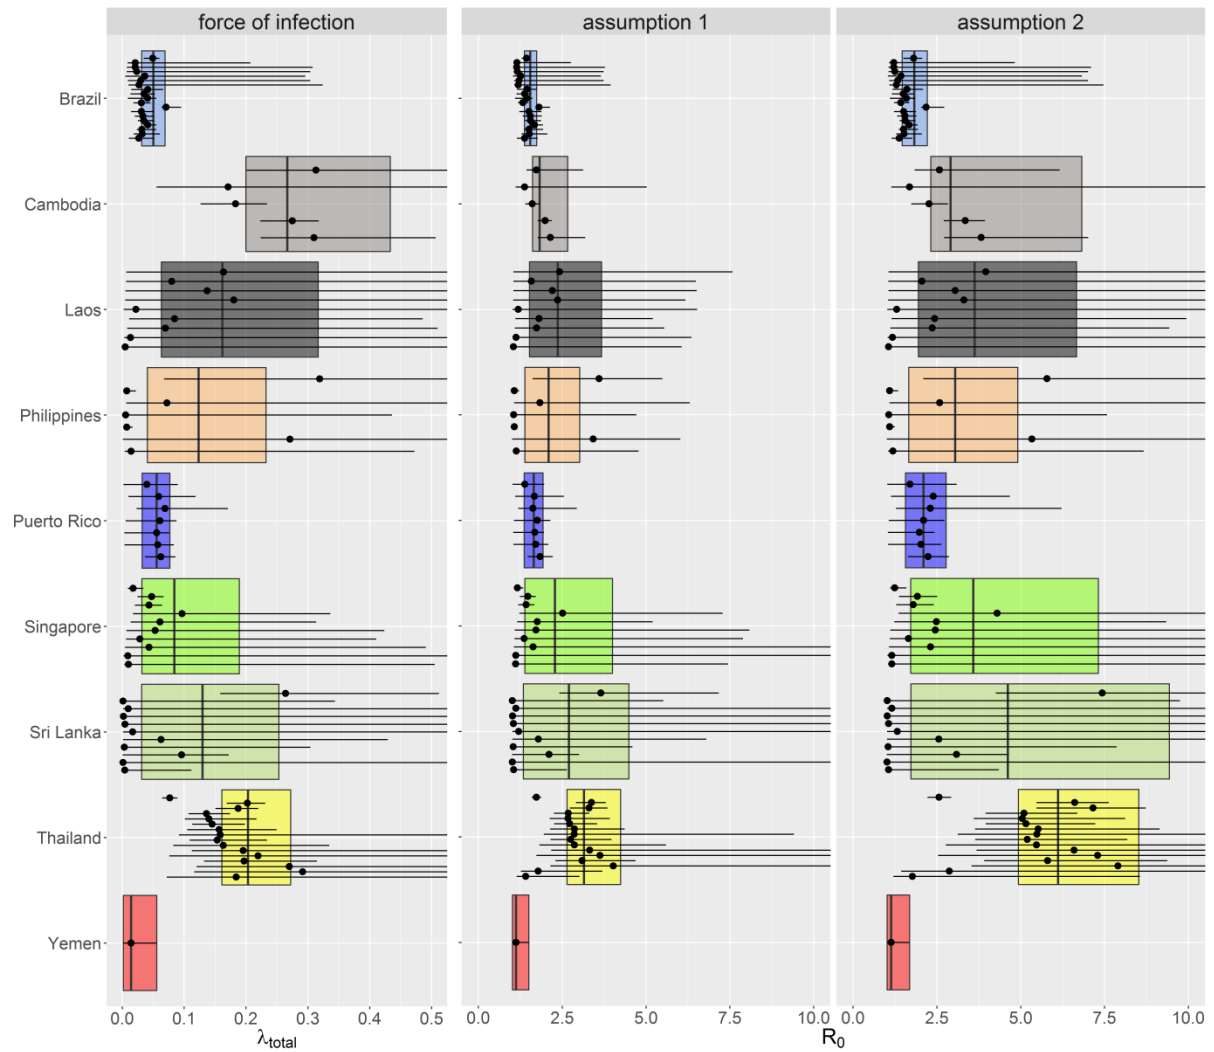 force of infection
assumption 1
assumption 2
Brazil
Cambodia
Laos
Philippines
Puerto Rico
Singapore
Sri Lanka
Thailand
Yemen
0.0 0.1 0.2 0.3 0.4 0.5
0.0 2.5 5.0 7.5 10.0
0.0 2.5 5.0 7.5 10.0
λtotal
R0